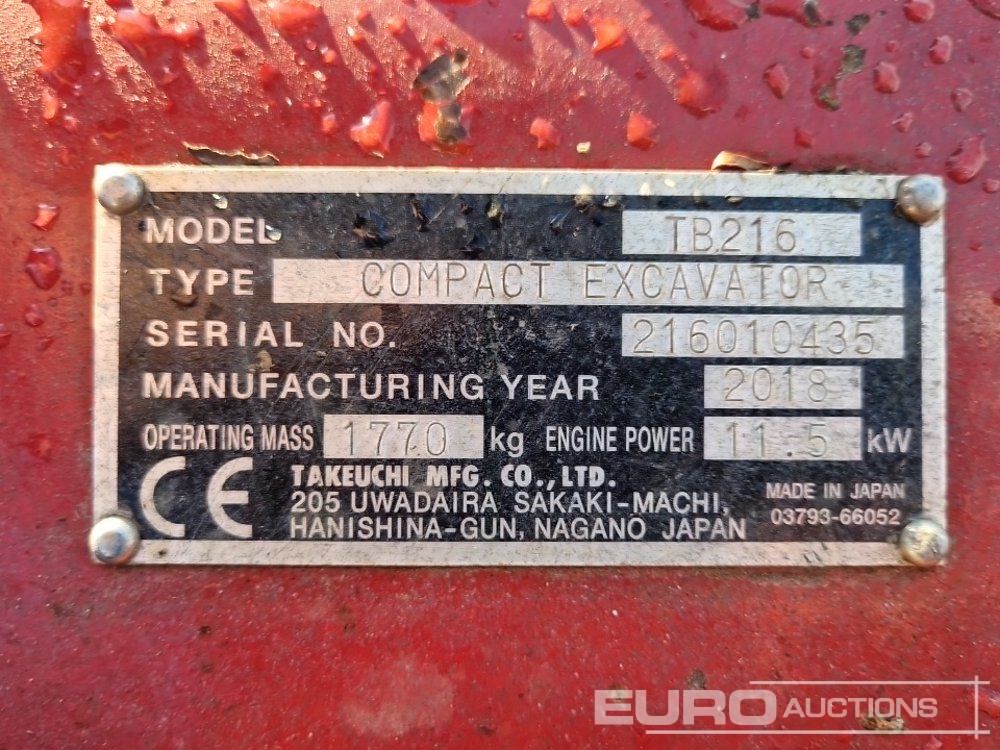 MODEL TB216
TYPE COMPACT EXCAVATOR
SERIAL NO. 216010435
MANUFACTURING YEAR 2018
OPERATING MASS 1770 kg ENGINE POWER 11.5 kW
CE TAKEUCHI MFG. CO., LTD.
205 UWADAIRA SAKAKI-MACHI,
HANISHINA-GUN, NAGANO JAPAN
MADE IN JAPAN
03793-66052
EURO AUCTIONS